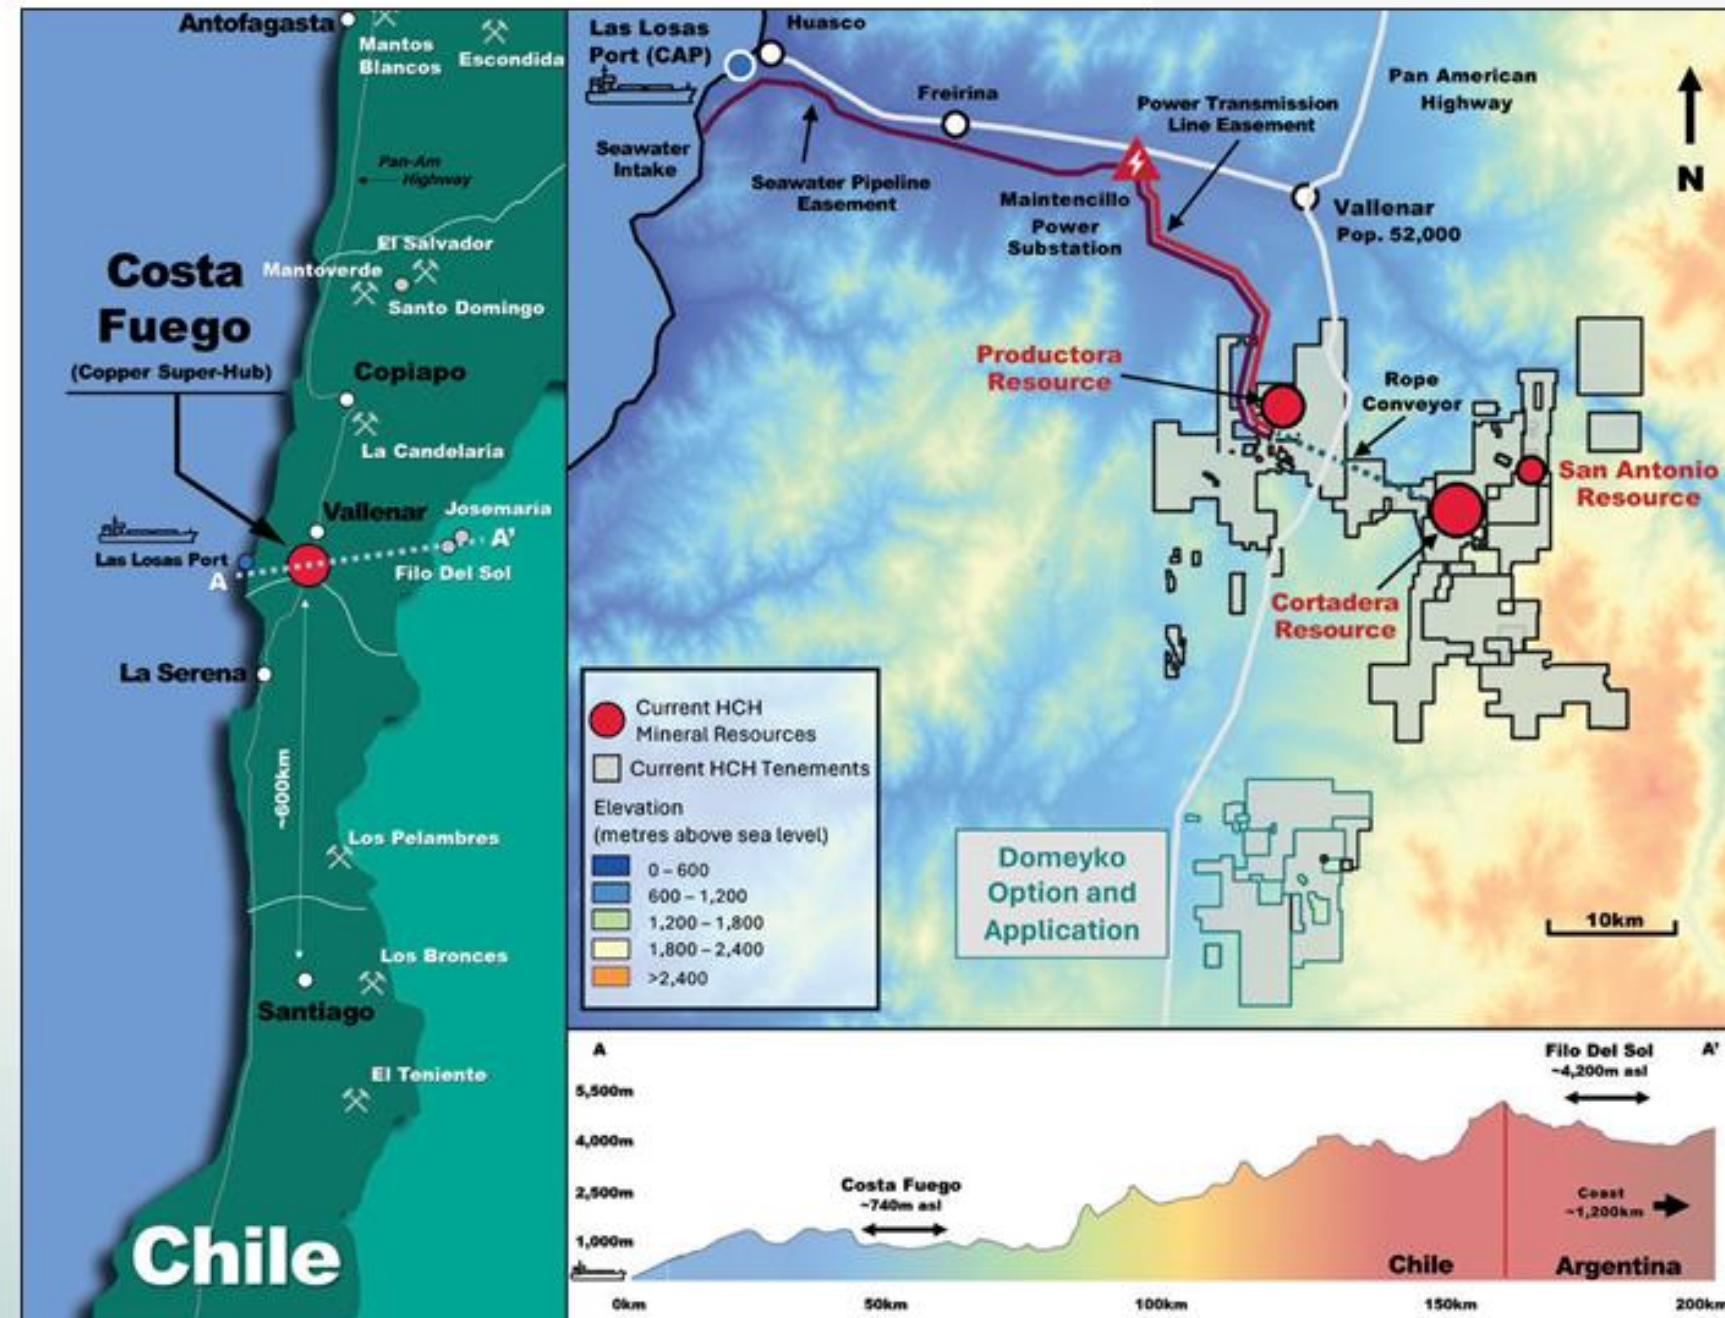 Antofagasta
Mantos
Blancos
Escondida
Pan-Am
Highway
El Salvador
Mantoverde
Santo Domingo
Costa
Fuego
(Copper Super-Hub)
Copiapo
La Candelaria
Vallenar
Josemaria
Las Losas Port
A
A'
Filo Del Sol
La Serena
~600km
Los Pelambres
Los Bronces
Santiago
El Teniente
Chile
Las Losas
Port (CAP)
Huasco
Freirina
Power Transmission
Line Easement
Pan American
Highway
N
Seawater
Intake
Seawater Pipeline
Easement
Maintencillo
Power
Substation
Vallenar
Pop. 52,000
Productora
Resource
Rope
Conveyor
San Antonio
Resource
Cortadera
Resource
Current HCH
Mineral Resources
Current HCH Tenements
Elevation
(metres above sea level)
0 – 600
600 – 1,200
1,200 – 1,800
1,800 – 2,400
>2,400
Domeyko
Option and
Application
10km
A
Filo Del Sol
~4,200m asl
A'
5,500m
4,000m
2,500m
1,000m
Costa Fuego
~740m asl
Coast
~1,200km
Chile
Argentina
0km
50km
100km
150km
200km